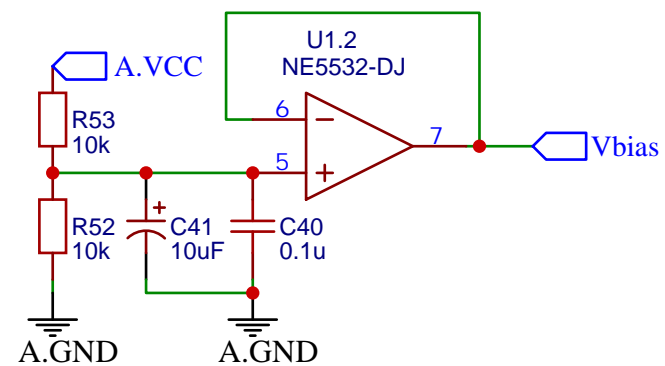 U1.2
NE5532-DJ
A.VCC
R53
10k
6
7
5
Vbias
+
R52
10k
C41
10uF
C40
0.1u
A.GND
A.GND